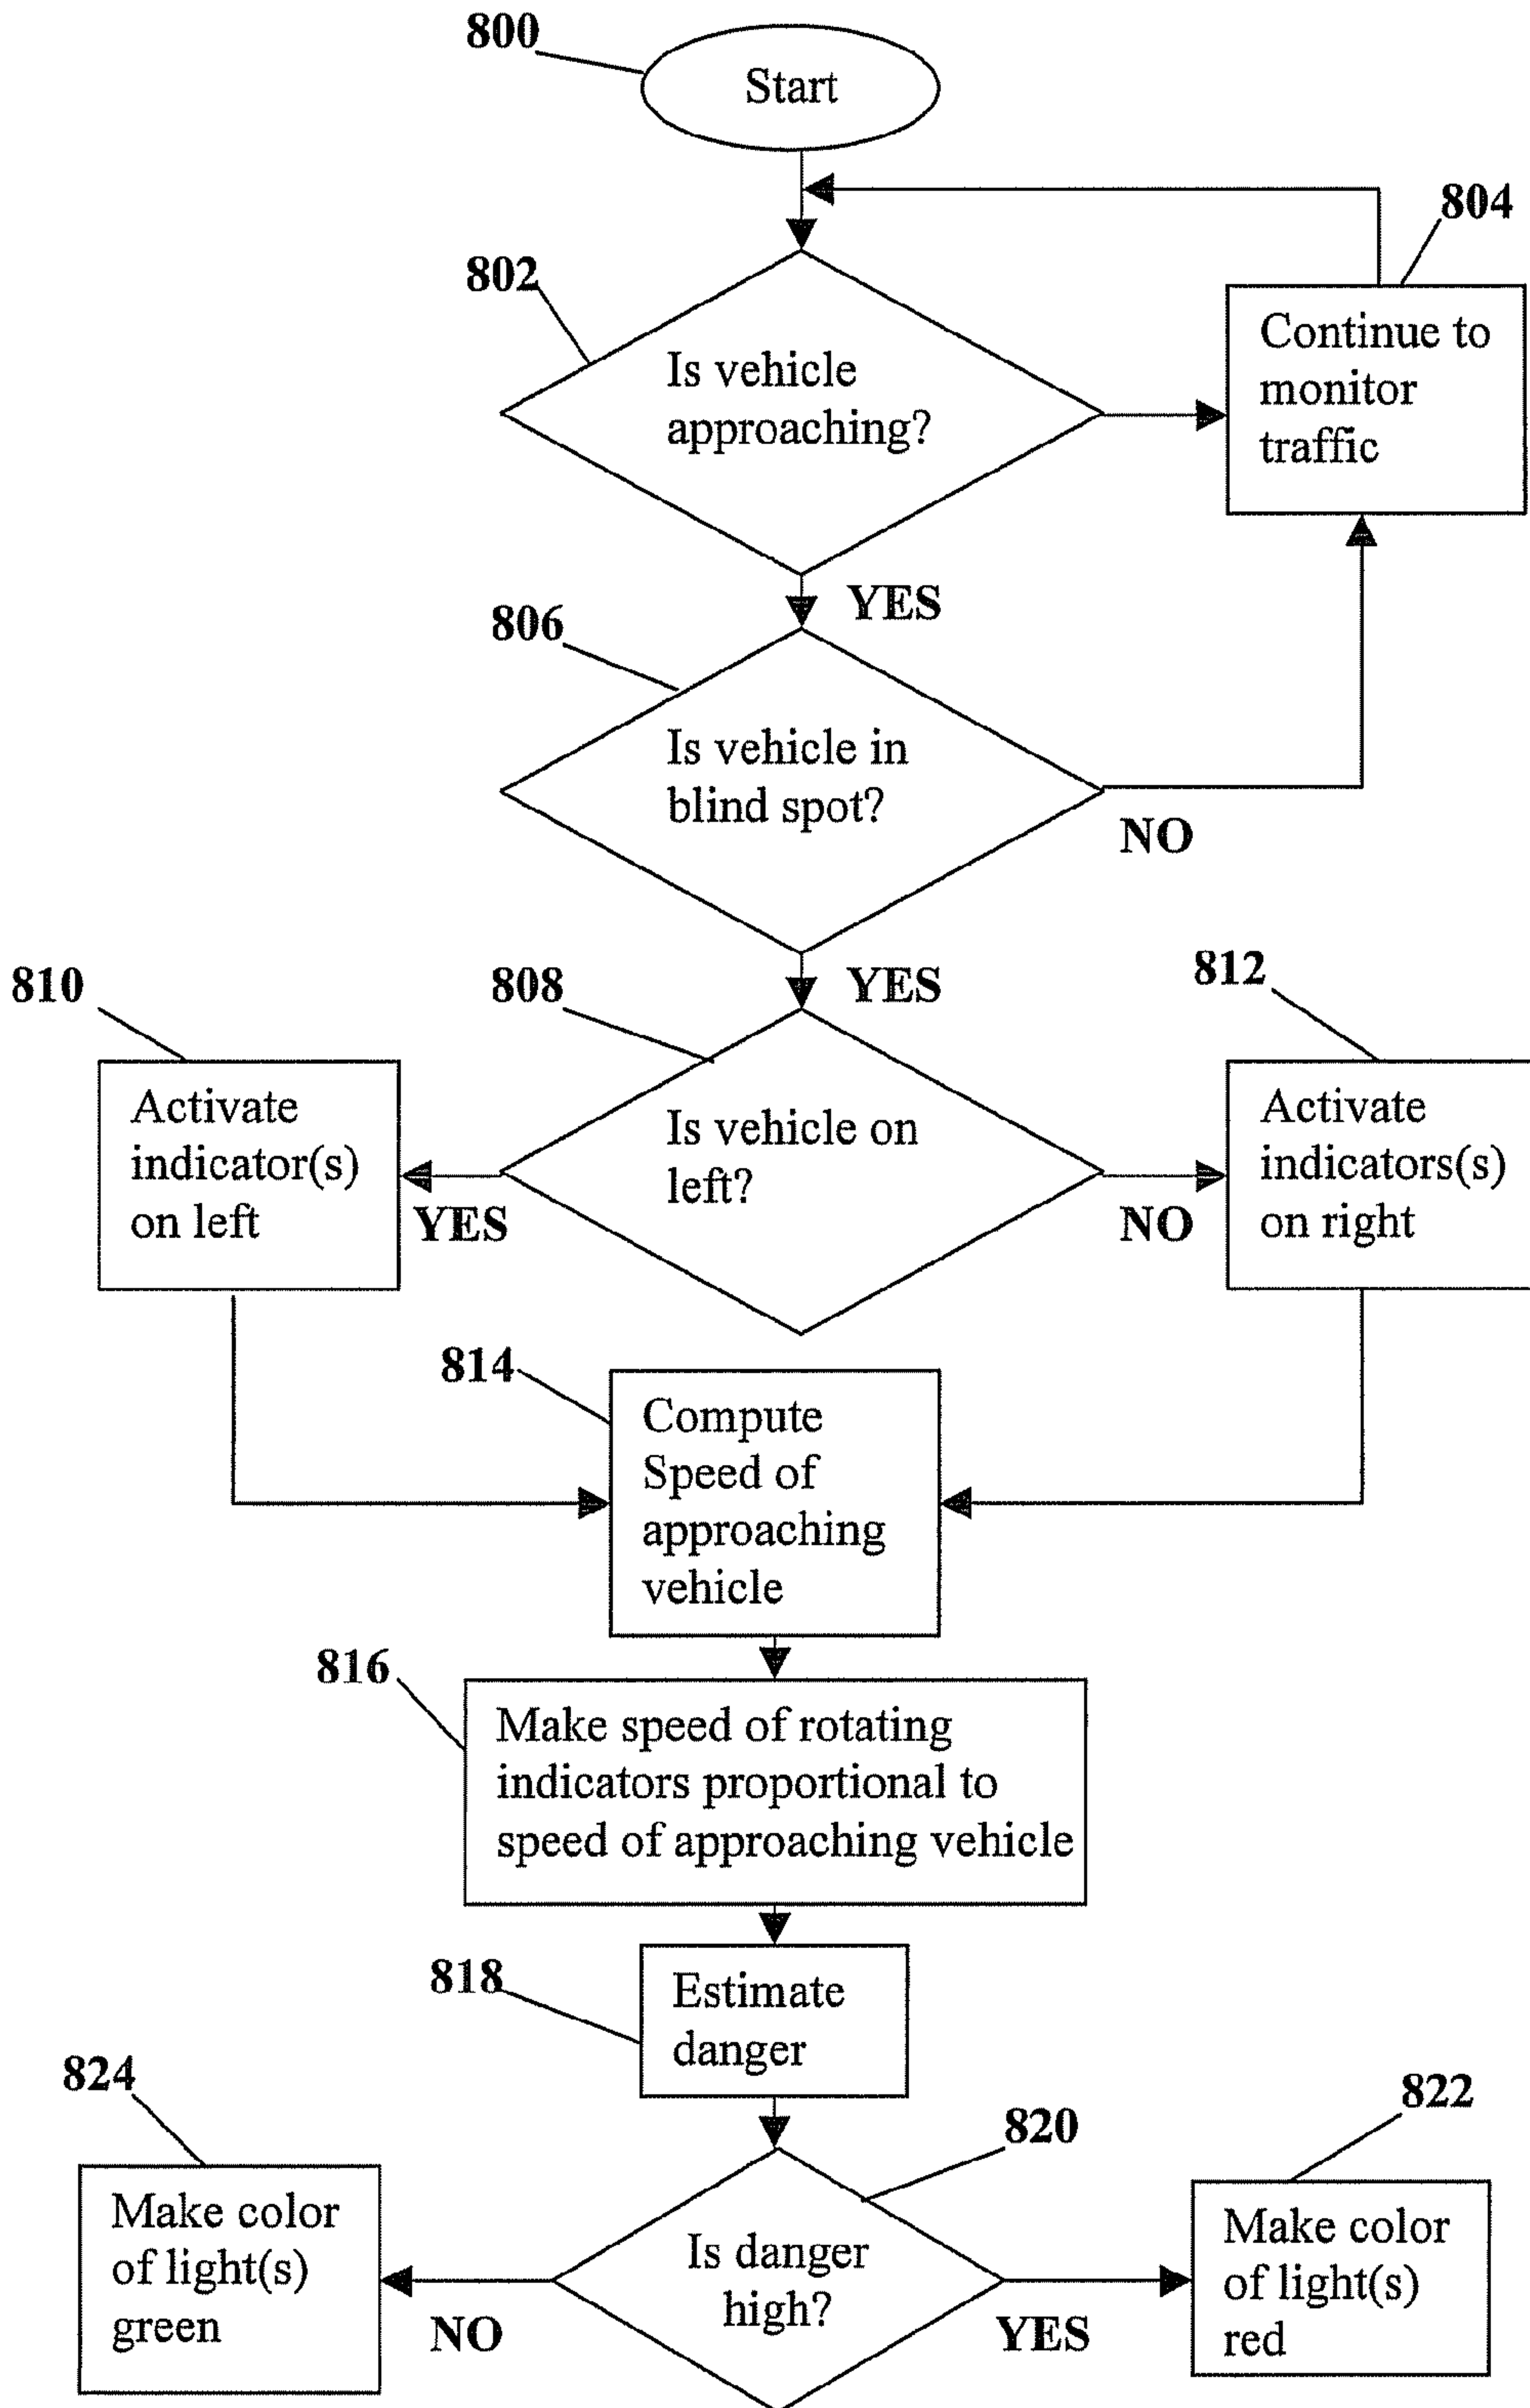 800
Start
804
802
Is vehicle
approaching?
Continue to
monitor
traffic
YES
806
Is vehicle in
blind spot?
NO
YES
810
808
812
Activate
indicator(s)
on left
Is vehicle on
left?
Activate
indicators(s)
on right
YES
NO
814
Compute
Speed of
approaching
vehicle
816
Make speed of rotating
indicators proportional to
speed of approaching vehicle
818
Estimate
danger
824
820
822
Make color
of light(s)
green
Is danger
high?
Make color
of light(s)
red
NO
YES